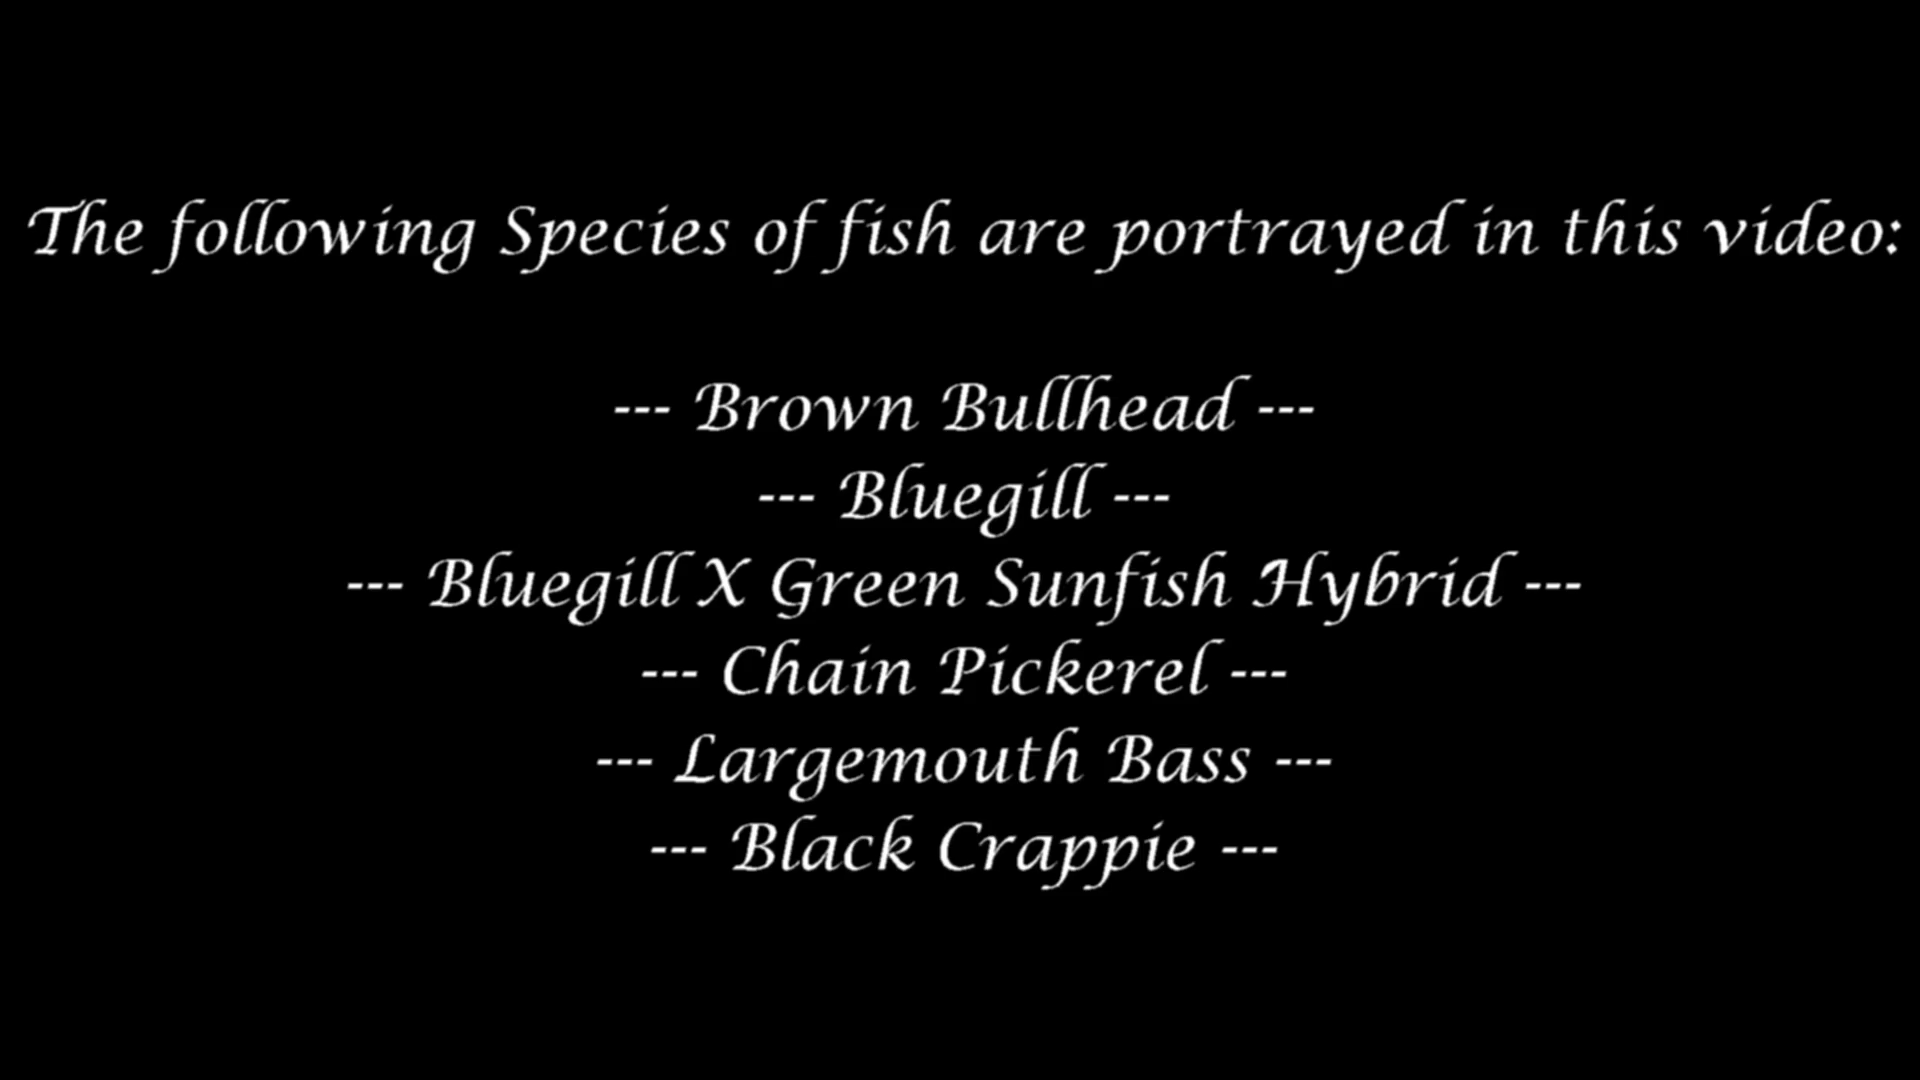 The following Species of fish are portrayed in this video:
--- Brown Bullhead ---
--- Bluegill ---
--- Bluegill X Green Sunfish Hybrid ---
--- Chain Pickerel ---
--- Largemouth Bass ---
--- Black Crappie ---